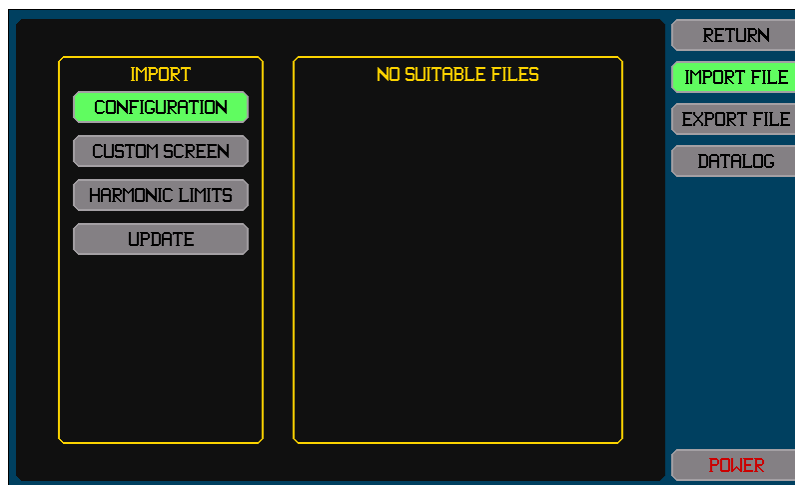 IMPORT
CONFIGURATION
CUSTOM SCREEN
HARMONIC LIMITS
UPDATE
NO SUITABLE FILES
RETURN
IMPORT FILE
EXPORT FILE
DATALOG
POWER